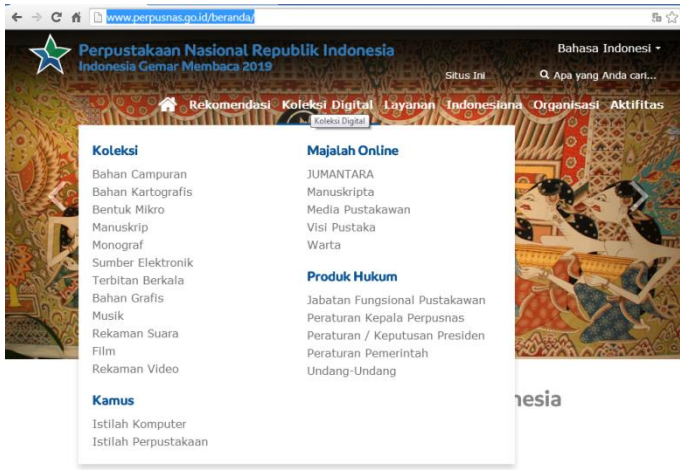 www.perpusnas.go.id/beranda/
Perpustakaan Nasional Republik Indonesia
Indonesia Gemar Membaca 2019
Bahasa Indonesi
Situs Ini
Apa yang Anda cari...
Rekomendasi Koleksi Digital Layanan Indonesiana Organisasi Aktifitas
Koleksi Digital
Koleksi
Bahan Campuran
Bahan Kartografis
Bentuk Mikro
Manuskrip
Monograf
Sumber Elektronik
Terbitan Berkala
Bahan Grafis
Musik
Rekaman Suara
Film
Rekaman Video
Kamus
Istilah Komputer
Istilah Perpustakaan
Majalah Online
JUMANTARA
Manuskripta
Media Pustakawan
Visi Pustaka
Warta
Produk Hukum
Jabatan Fungsional Pustakawan
Peraturan Kepala Perpusnas
Peraturan / Keputusan Presiden
Peraturan Pemerintah
Undang-Undang
nesia